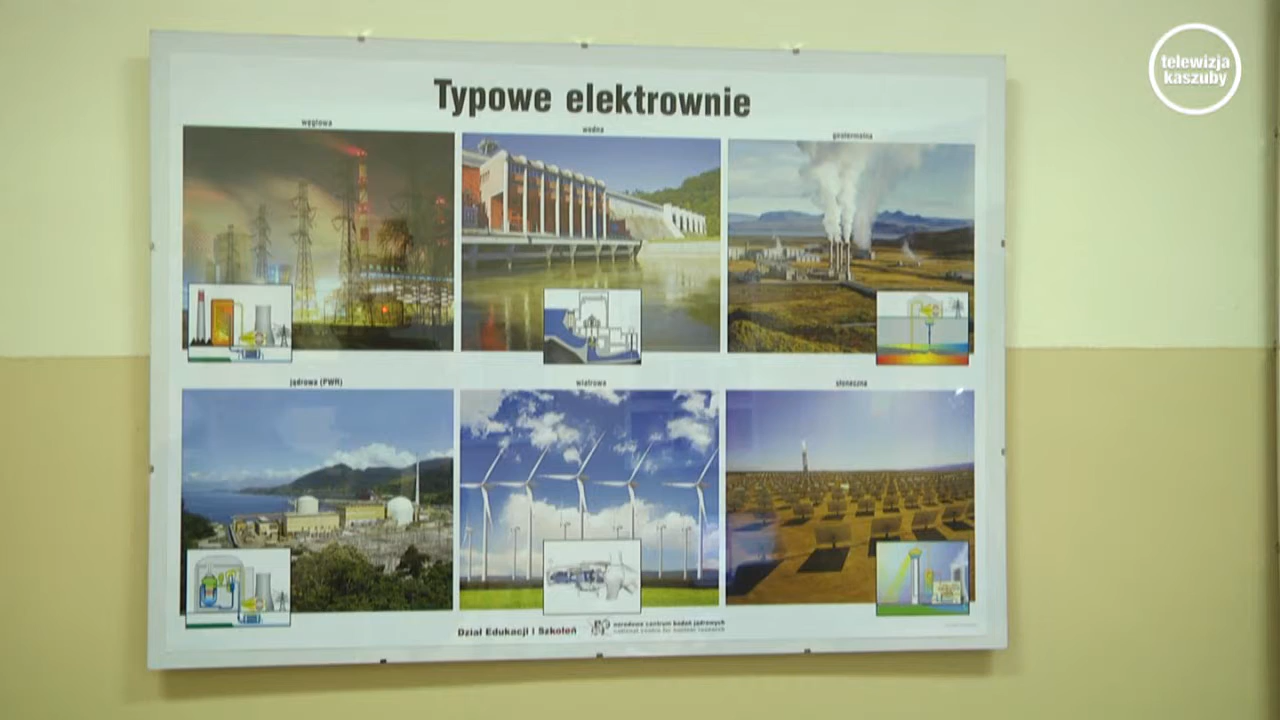 telewizja
kaszuby
Typowe elektrownie
węglowa
wodna
geotermalna
jądrowa (PWR)
wiatrowa
słoneczna
Dział Edukacji i Szkoleń
narodowe centrum badań jądrowych
national centre for nuclear research